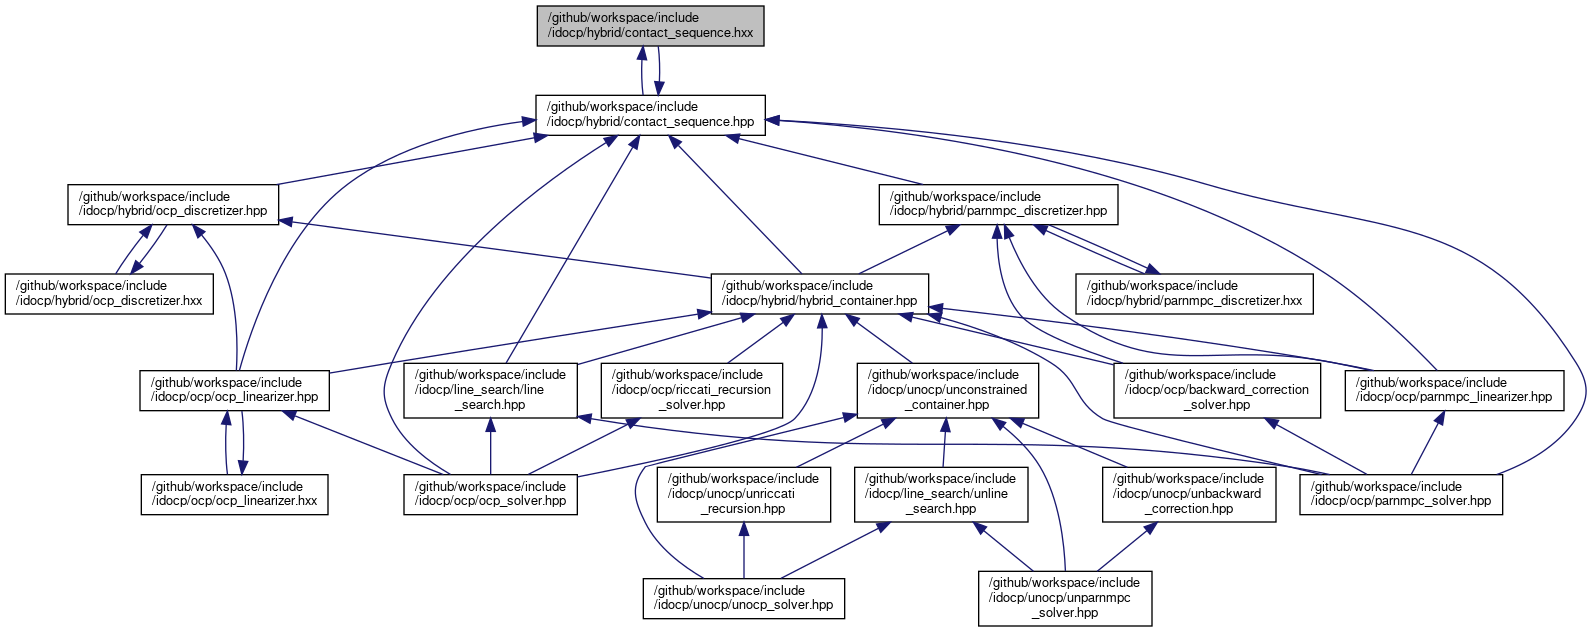 /github/workspace/include
/idocp/hybrid/contact_sequence.hxx
/github/workspace/include
/idocp/hybrid/contact_sequence.hpp
/github/workspace/include
/idocp/hybrid/ocp_discretizer.hpp
/github/workspace/include
/idocp/hybrid/parnmpc_discretizer.hpp
/github/workspace/include
/idocp/hybrid/ocp_discretizer.hxx
/github/workspace/include
/idocp/hybrid/hybrid_container.hpp
/github/workspace/include
/idocp/hybrid/parnmpc_discretizer.hxx
/github/workspace/include
/idocp/ocp/ocp_linearizer.hpp
/github/workspace/include
/idocp/line_search/line
_search.hpp
/github/workspace/include
/idocp/ocp/riccati_recursion
_solver.hpp
/github/workspace/include
/idocp/unocp/unconstrained
_container.hpp
/github/workspace/include
/idocp/ocp/backward_correction
_solver.hpp
/github/workspace/include
/idocp/ocp/parnmpc_linearizer.hpp
/github/workspace/include
/idocp/ocp/ocp_linearizer.hxx
/github/workspace/include
/idocp/ocp/ocp_solver.hpp
/github/workspace/include
/idocp/unocp/unriccati
_recursion.hpp
/github/workspace/include
/idocp/line_search/unline
_search.hpp
/github/workspace/include
/idocp/unocp/unbackward
_correction.hpp
/github/workspace/include
/idocp/ocp/parnmpc_solver.hpp
/github/workspace/include
/idocp/unocp/unocp_solver.hpp
/github/workspace/include
/idocp/unocp/unparnmpc
_solver.hpp